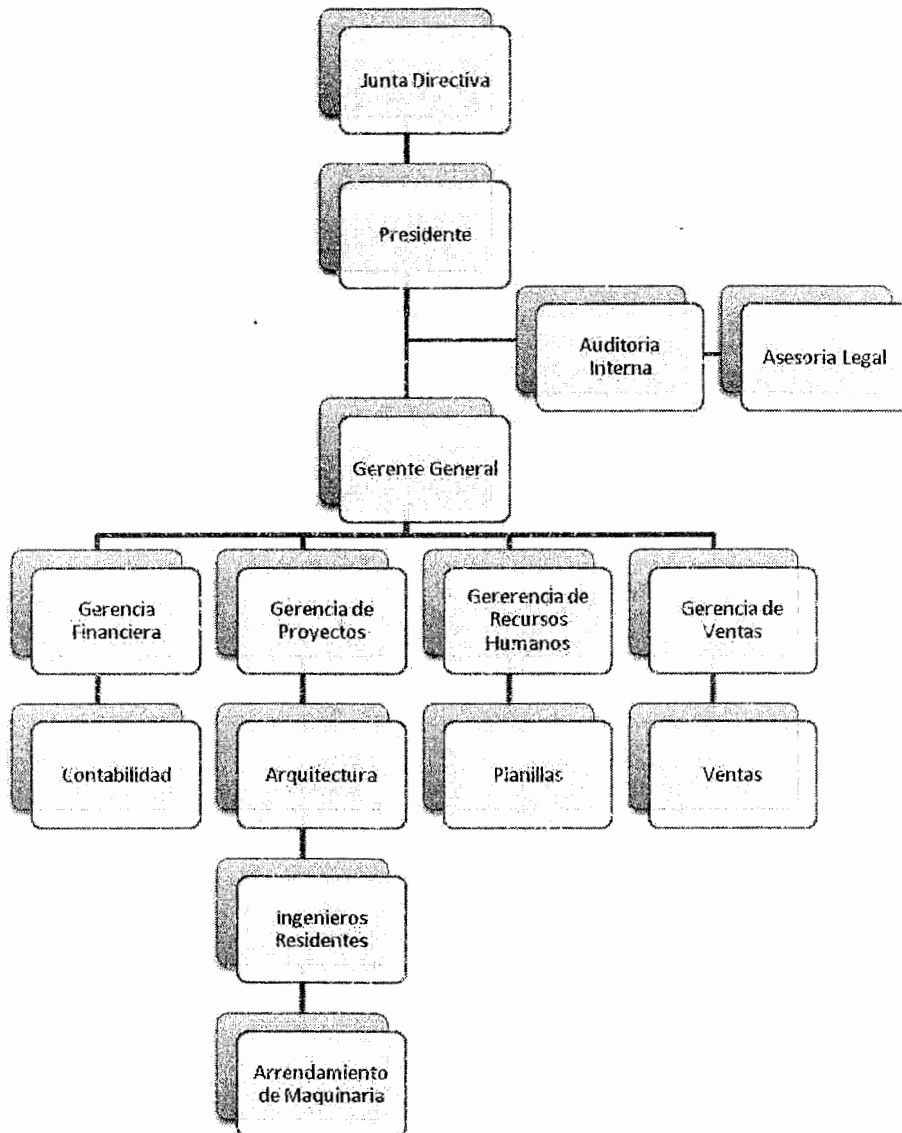 Junta Directiva
Presidente
Auditoria
Interna
Asesoria Legal
Gerente General
Gerencia
Financiera
Gerencia de
Proyectos
Gererencia de
Recursos
Humanos
Gerencia de
Ventas
Contabilidad
Arquitectura
Planillas
Ventas
Ingenieros
Residentes
Arrendamiento
de Maquinaria